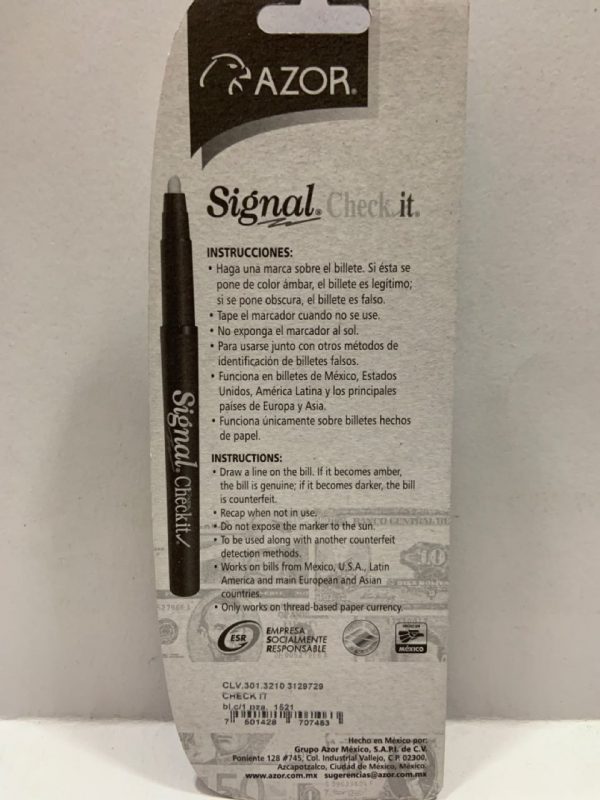 AZOR®
Signal® Check it®
INSTRUCCIONES:
• Haga una marca sobre el billete. Si ésta se
pone de color ámbar, el billete es legítimo;
si se pone obscura, el billete es falso.
• Tape el marcador cuando no se use.
• No exponga el marcador al sol.
• Para usarse junto con otros métodos de
identificación de billetes falsos.
• Funciona en billetes de México, Estados
Unidos, América Latina y los principales
países de Europa y Asia.
• Funciona únicamente sobre billetes hechos
de papel.
Signal® Checkit
INSTRUCTIONS:
• Draw a line on the bill. If it becomes amber,
the bill is genuine; if it becomes darker, the bill
is counterfeit.
• Recap when not in use.
• Do not expose the marker to the sun.
• To be used along with another counterfeit
detection methods.
• Works on bills from México, U.S.A., Latin
America and main European and Asian
countries.
• Only works on thread-based paper currency.
BANCO CENTRAL
10
ESR
EMPRESA
SOCIALMENTE
RESPONSABLE
HECHO EN
MÉXICO
CLV.301.3210 3129729
CHECK IT
bl.c/1 pza. 1521
7 501428 707483
Hecho en México por:
Grupo Azor México, S.A.P.I. de C.V.
Poniente 128 #745, Col. Industrial Vallejo, C.P. 02300,
Azcapotzalco, Ciudad de México, México.
www.azor.com.mx sugerencias@azor.com.mx